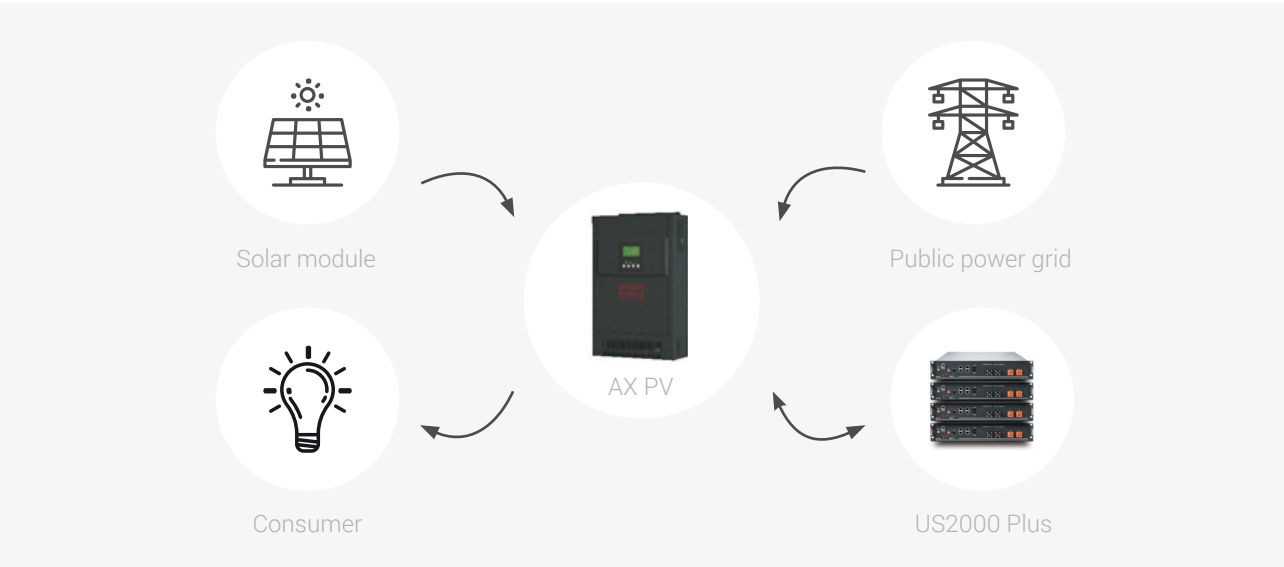 Solar module
Public power grid
AX PV
Consumer
US2000 Plus